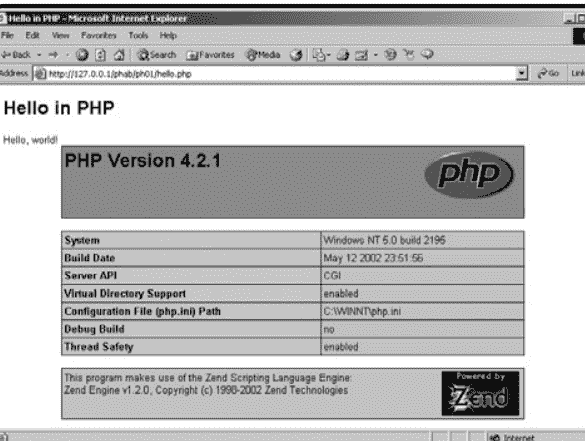 Hello in PHP - Microsoft Internet Explorer
File Edit View Favorites Tools Help
Back Search Favorites Media
Address http://127.0.0.1/phab/ph01/hello.php Go Link
Hello in PHP
Hello, world!
PHP Version 4.2.1
php
System Windows NT 5.0 build 2195
Build Date May 12 2002 23:51:56
Server API CGI
Virtual Directory Support enabled
Configuration File (php.ini) Path C:\WINNT\php.ini
Debug Build no
Thread Safety enabled
This program makes use of the Zend Scripting Language Engine:
Zend Engine v1.2.0, Copyright (c) 1998-2002 Zend Technologies
Powered by
Zend
Internet